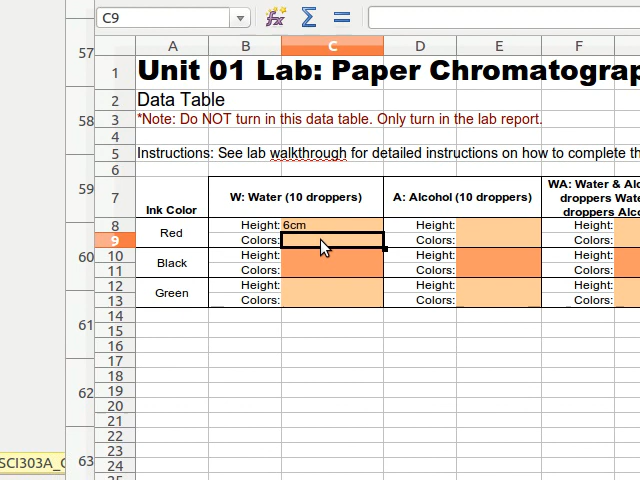 C9
A B C D E F
57
58
59
60
61
62
63
SCI303A_
1 Unit 01 Lab: Paper Chromatograp
2 Data Table
3 *Note: Do NOT turn in this data table. Only turn in the lab report.
4
5 Instructions: See lab walkthrough for detailed instructions on how to complete th
6
7 Ink Color W: Water (10 droppers) A: Alcohol (10 droppers) WA: Water & Alc
droppers Wate
droppers Alco
8 Red Height: 6cm Height: Height:
9 Colors: Colors: Colors:
10 Black Height: Height: Height:
11 Colors: Colors: Colors:
12 Green Height: Height: Height:
13 Colors: Colors: Colors:
14
15
16
17
18
19
20
21
22
23
24